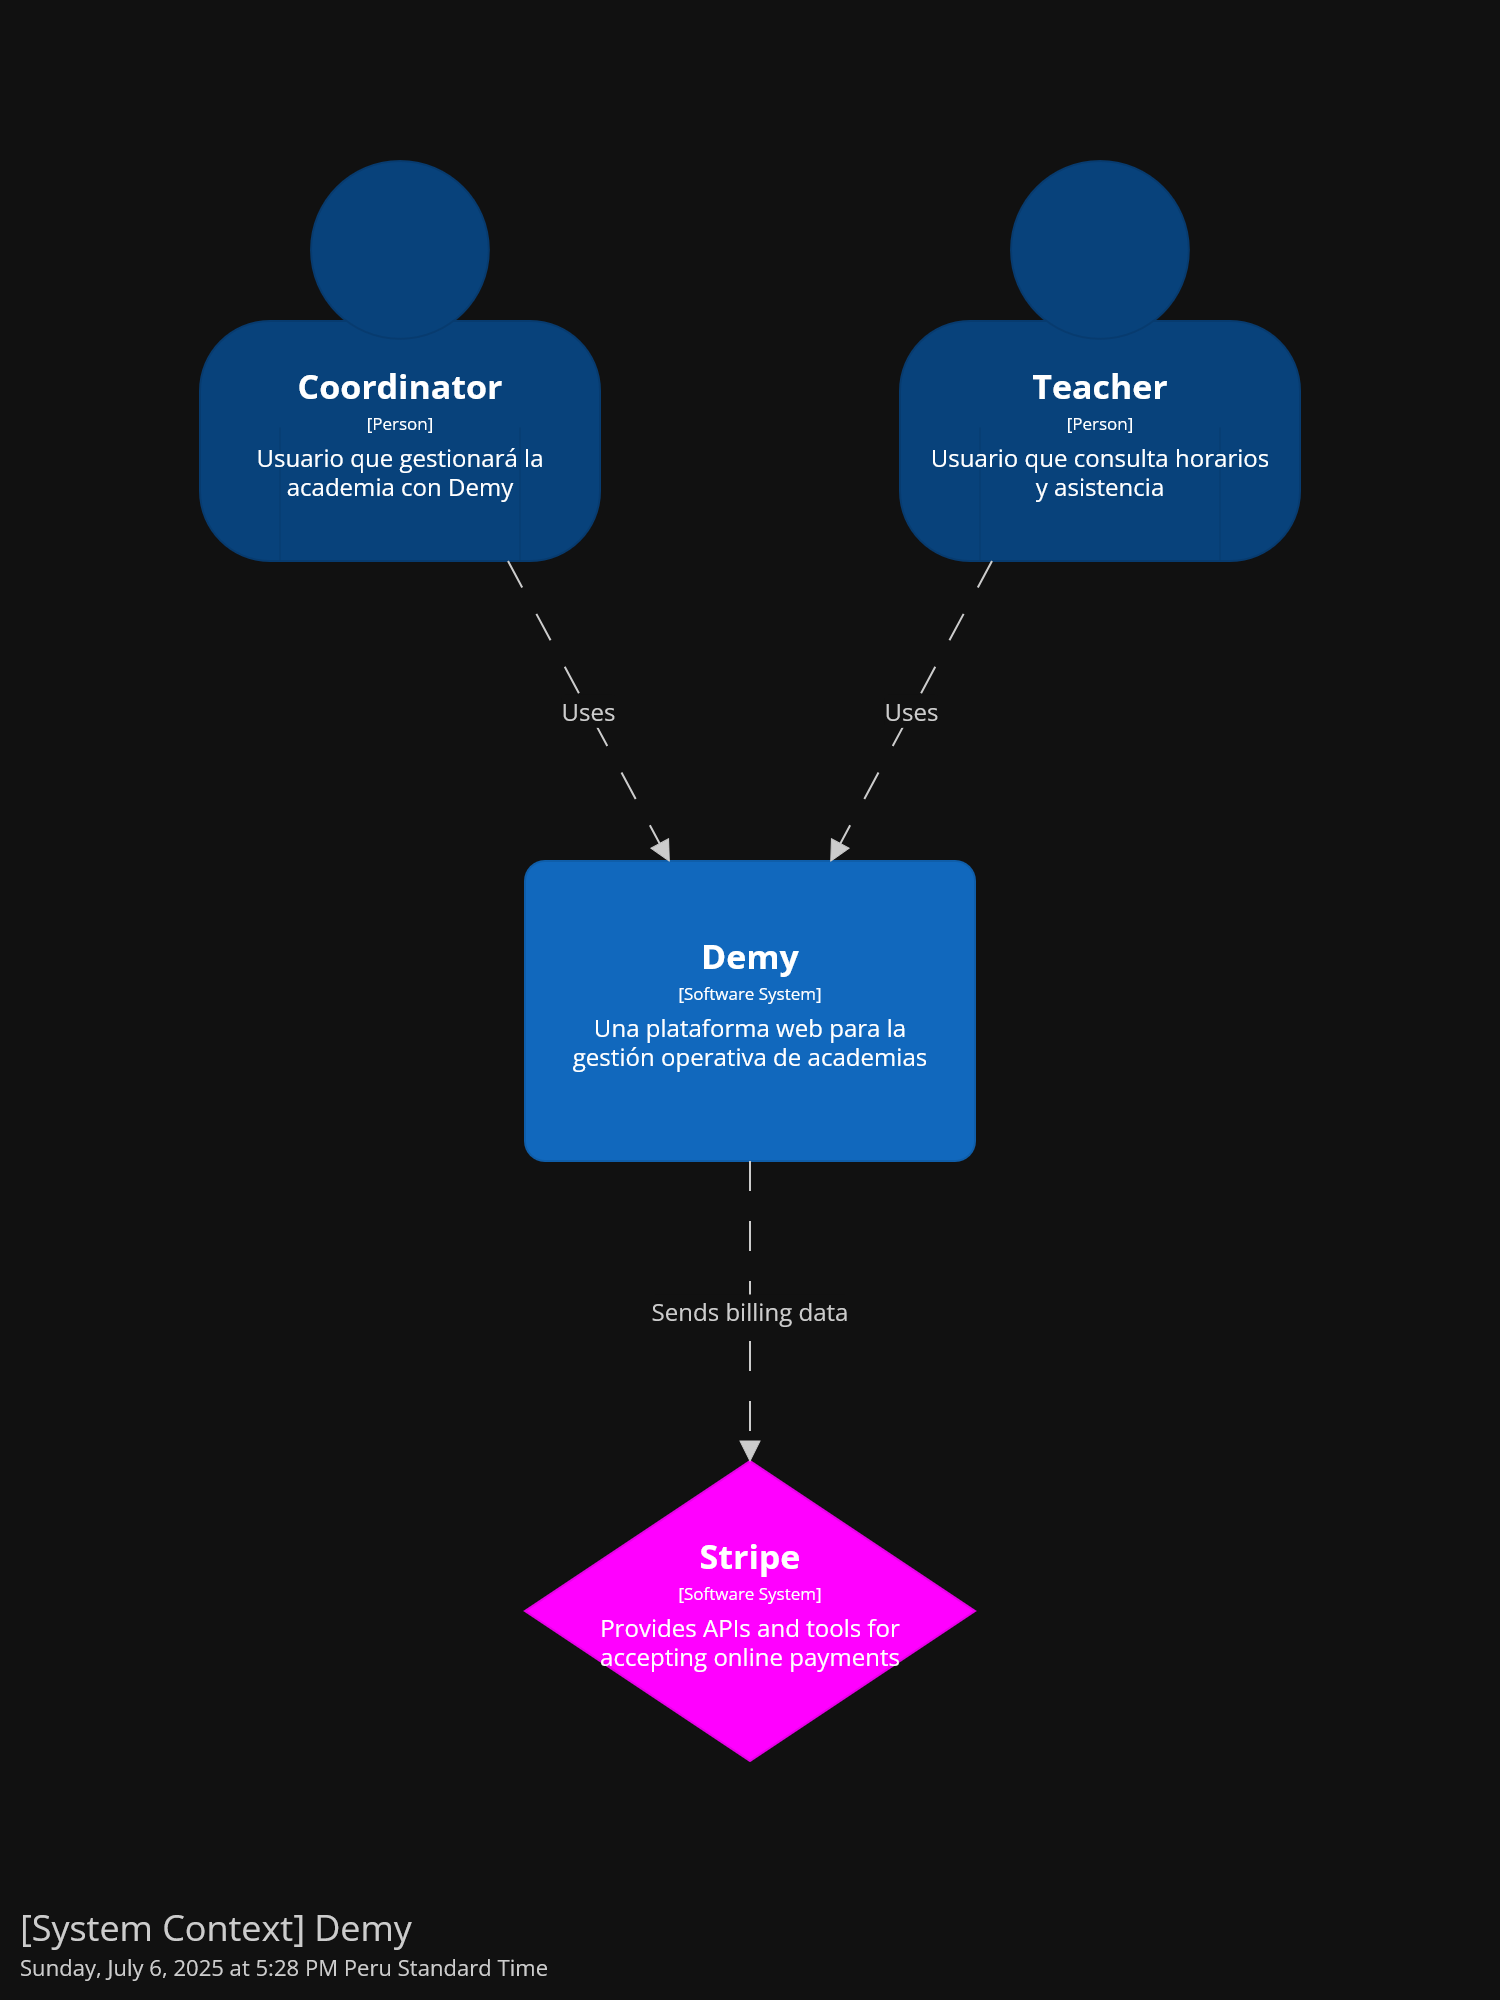 Coordinator
[Person]
Usuario que gestionará la
academia con Demy
Teacher
[Person]
Usuario que consulta horarios
y asistencia
Uses
Uses
Demy
[Software System]
Una plataforma web para la
gestión operativa de academias
Sends billing data
Stripe
[Software System]
Provides APIs and tools for
accepting online payments
[System Context] Demy
Sunday, July 6, 2025 at 5:28 PM Peru Standard Time